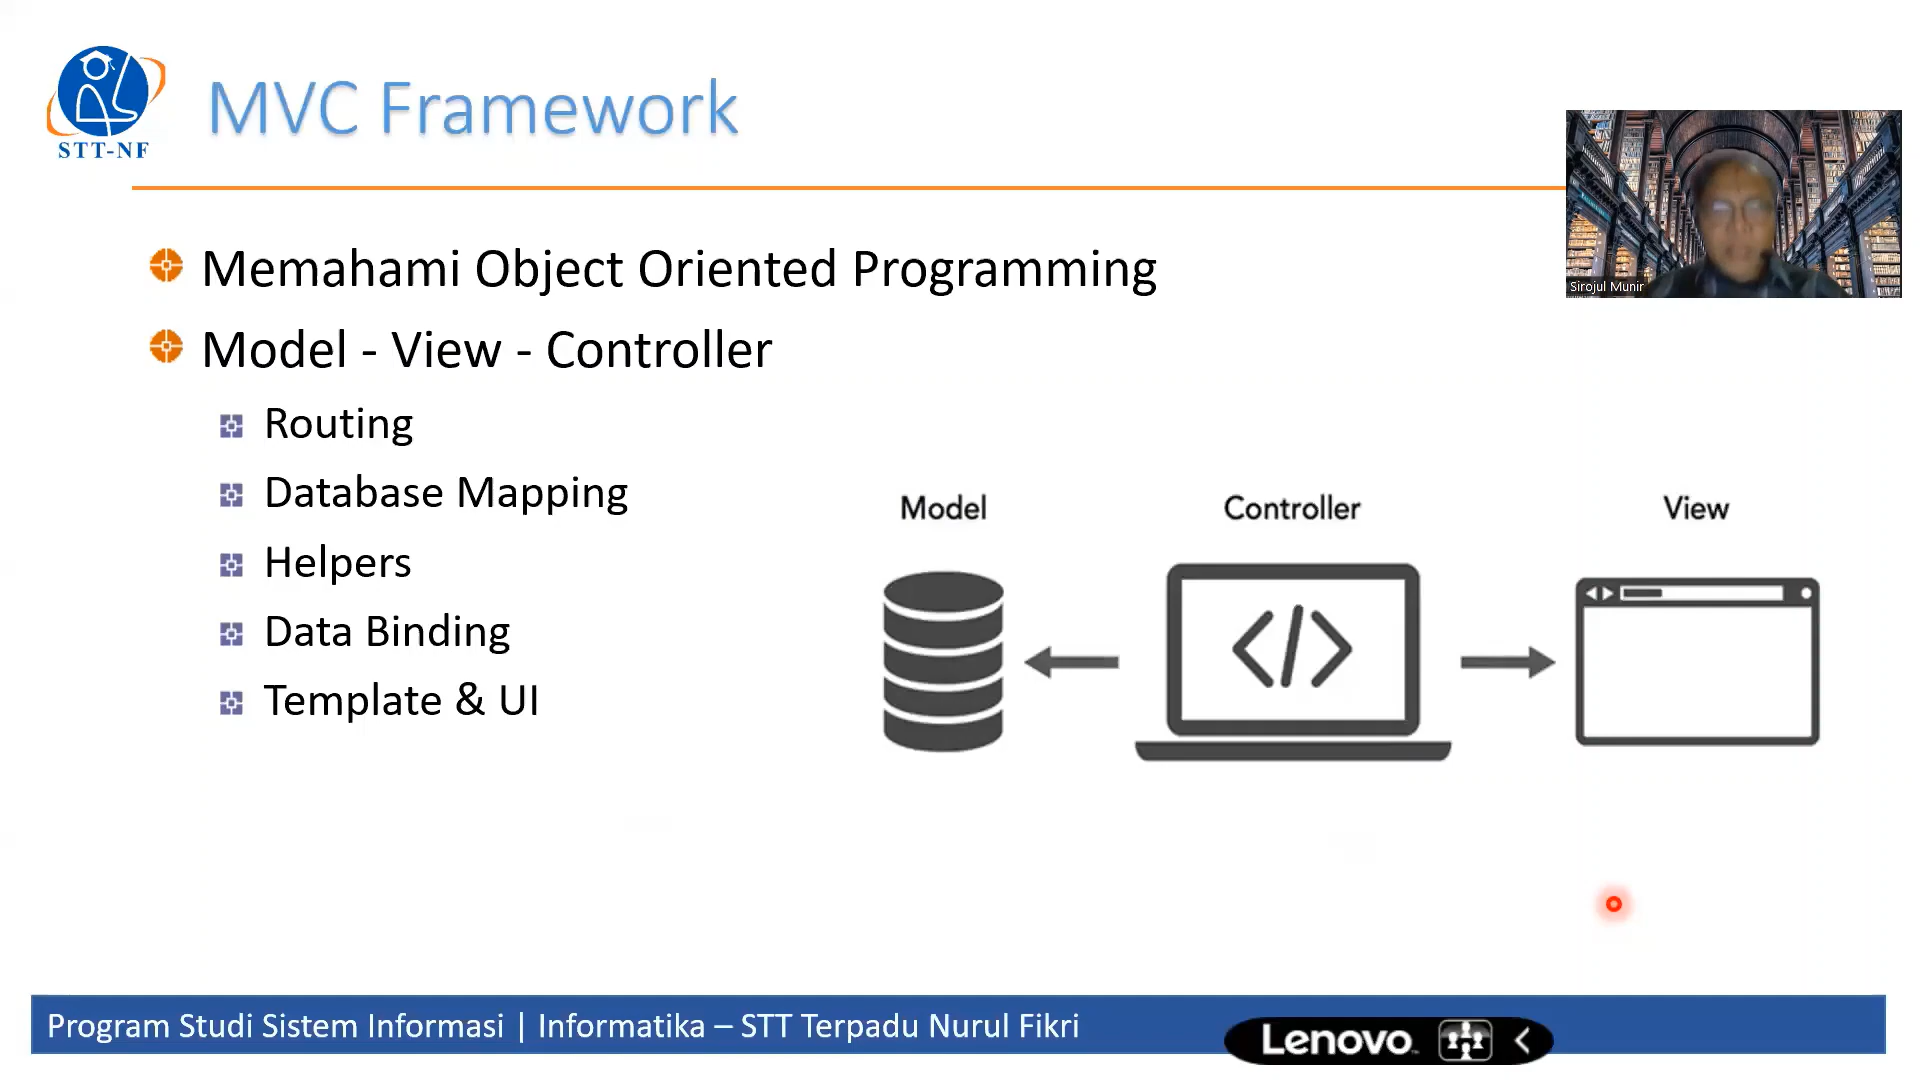 STT-NF
MVC Framework
Sirojul Munir
Memahami Object Oriented Programming
Model - View - Controller
Routing
Database Mapping
Helpers
Data Binding
Template & UI
Model
Controller
View
</>
Program Studi Sistem Informasi | Informatika – STT Terpadu Nurul Fikri
Lenovo